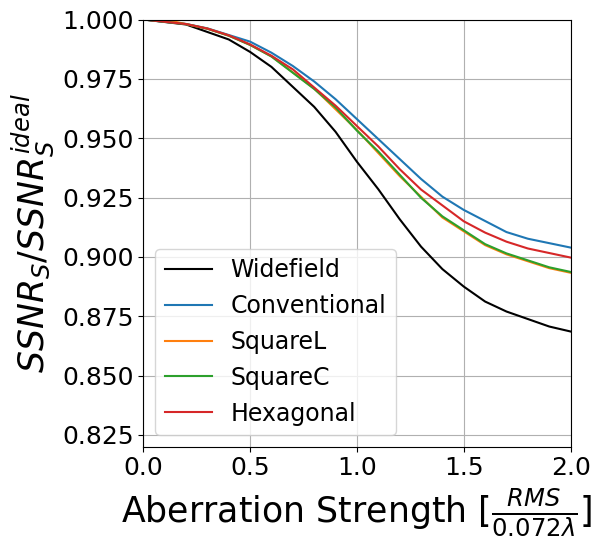 1.000
0.975
0.950
0.925
0.900
0.875
0.850
0.825
SSNR_S/SSNR_S^{ideal}
Widefield
Conventional
SquareL
SquareC
Hexagonal
0.0 0.5 1.0 1.5 2.0
Aberration Strength [\frac{RMS}{0.072λ}]